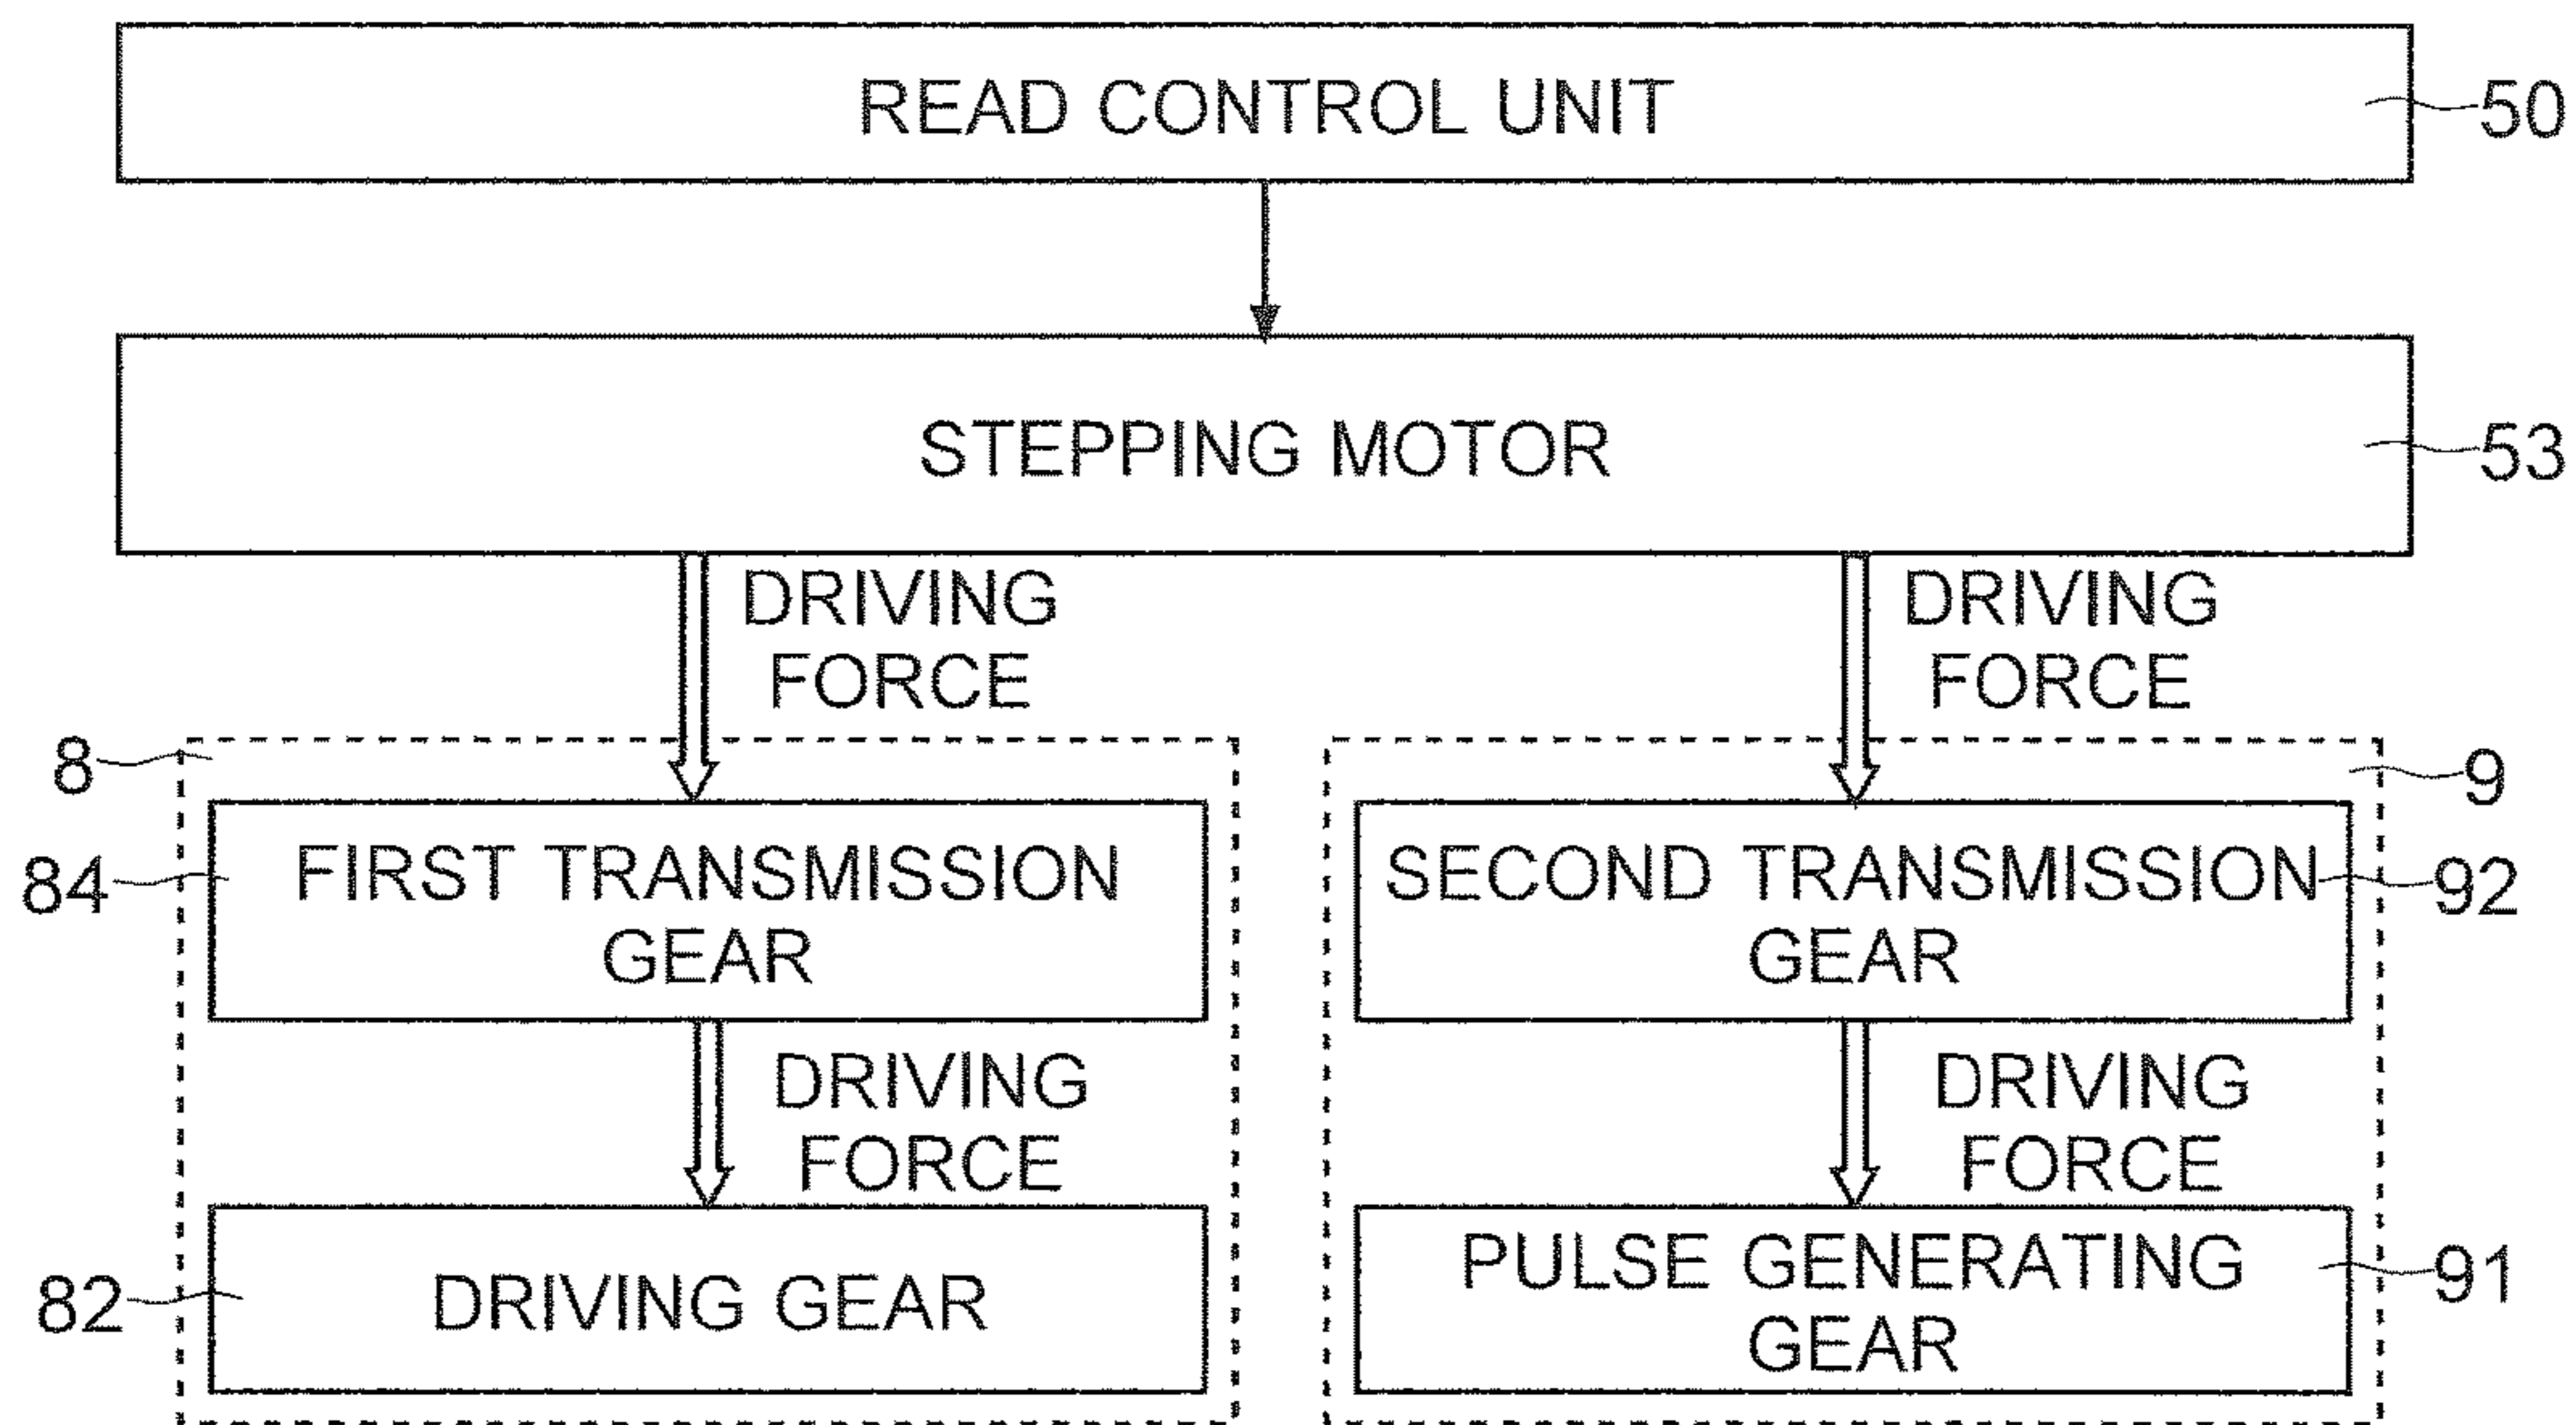 READ CONTROL UNIT
50
STEPPING MOTOR
53
DRIVING
FORCE
DRIVING
FORCE
8
9
FIRST TRANSMISSION
GEAR
84
SECOND TRANSMISSION
GEAR
92
DRIVING
FORCE
DRIVING
FORCE
82
DRIVING GEAR
PULSE GENERATING
GEAR
91